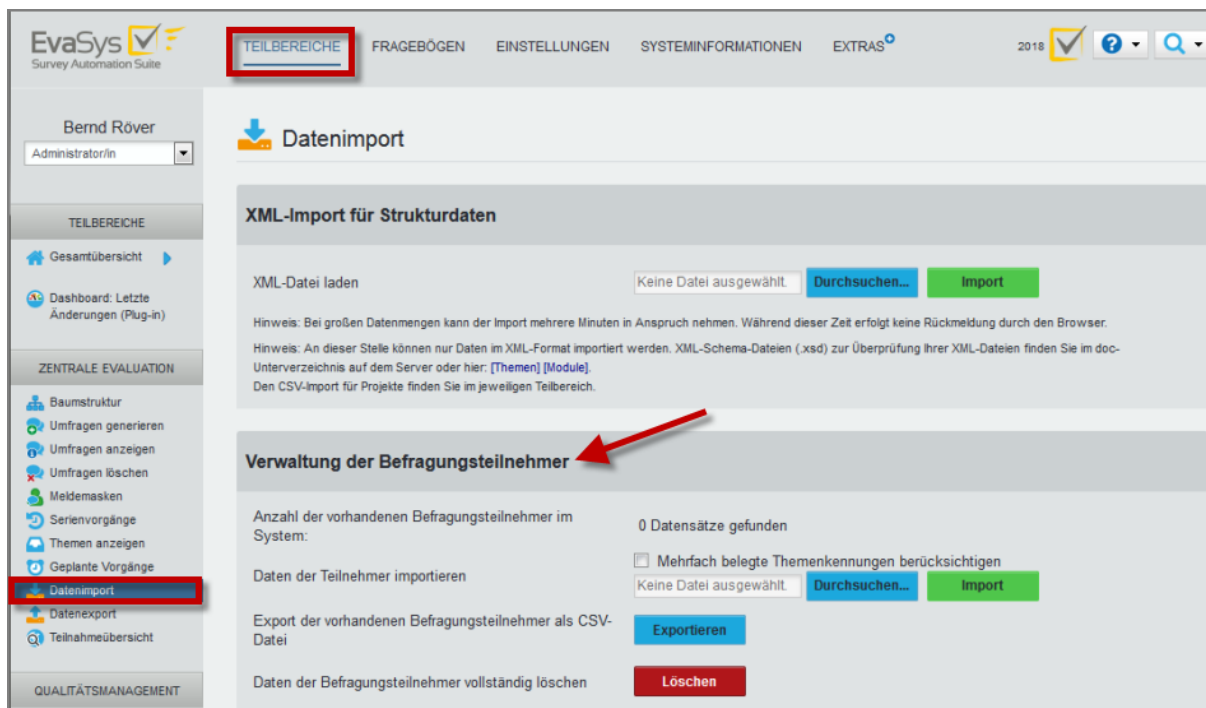 EvaSys
Survey Automation Suite
TEILBEREICHE FRAGEBÖGEN EINSTELLUNGEN SYSTEMINFORMATIONEN EXTRAS
2018
Bernd Röver
Administrator/in
TEILBEREICHE
Gesamtübersicht
Dashboard: Letzte
Änderungen (Plug-in)
ZENTRALE EVALUATION
Baumstruktur
Umfragen generieren
Umfragen anzeigen
Umfragen löschen
Meldemasken
Serienvorgänge
Themen anzeigen
Geplante Vorgänge
Datenimport
Datenexport
Teilnahmeübersicht
QUALITÄTSMANAGEMENT
Datenimport
XML-Import für Strukturdaten
XML-Datei laden Keine Datei ausgewählt. Durchsuchen... Import
Hinweis: Bei großen Datenmengen kann der Import mehrere Minuten in Anspruch nehmen. Während dieser Zeit erfolgt keine Rückmeldung durch den Browser.
Hinweis: An dieser Stelle können nur Daten im XML-Format importiert werden. XML-Schema-Dateien (.xsd) zur Überprüfung Ihrer XML-Dateien finden Sie im doc-
Unterverzeichnis auf dem Server oder hier: [Themen] [Module].
Den CSV-Import für Projekte finden Sie im jeweiligen Teilbereich.
Verwaltung der Befragungsteilnehmer
Anzahl der vorhandenen Befragungsteilnehmer im
System:
0 Datensätze gefunden
Mehrfach belegte Themenkennungen berücksichtigen
Daten der Teilnehmer importieren Keine Datei ausgewählt. Durchsuchen... Import
Export der vorhandenen Befragungsteilnehmer als CSV-
Datei
Exportieren
Daten der Befragungsteilnehmer vollständig löschen Löschen